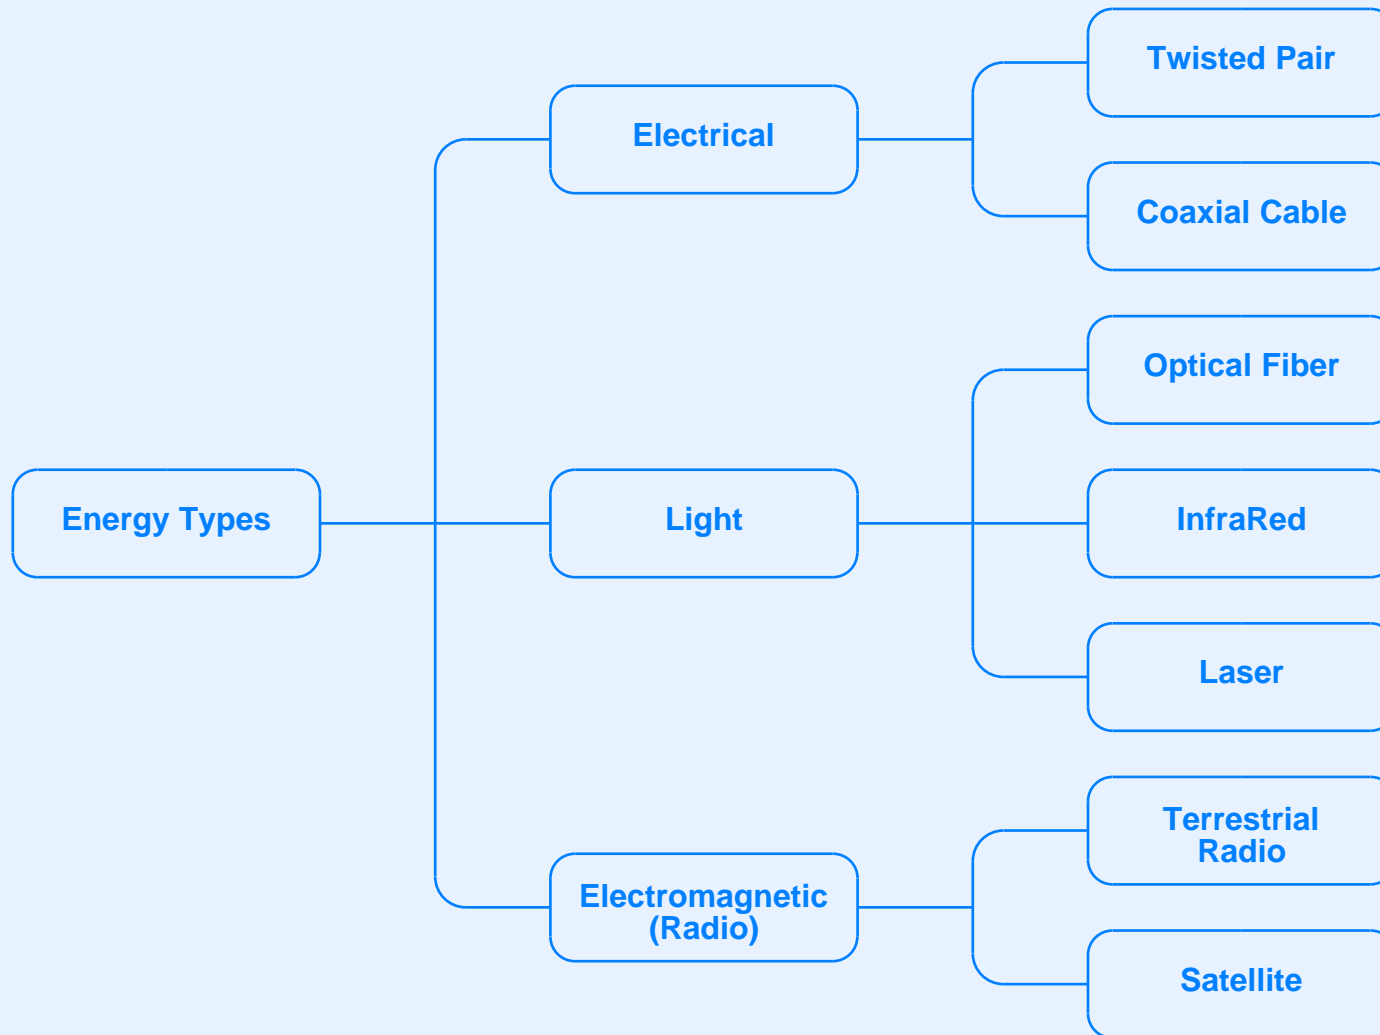 Twisted Pair
Electrical
Coaxial Cable
Optical Fiber
Energy Types
Light
InfraRed
Laser
Terrestrial
Radio
Electromagnetic
(Radio)
Satellite